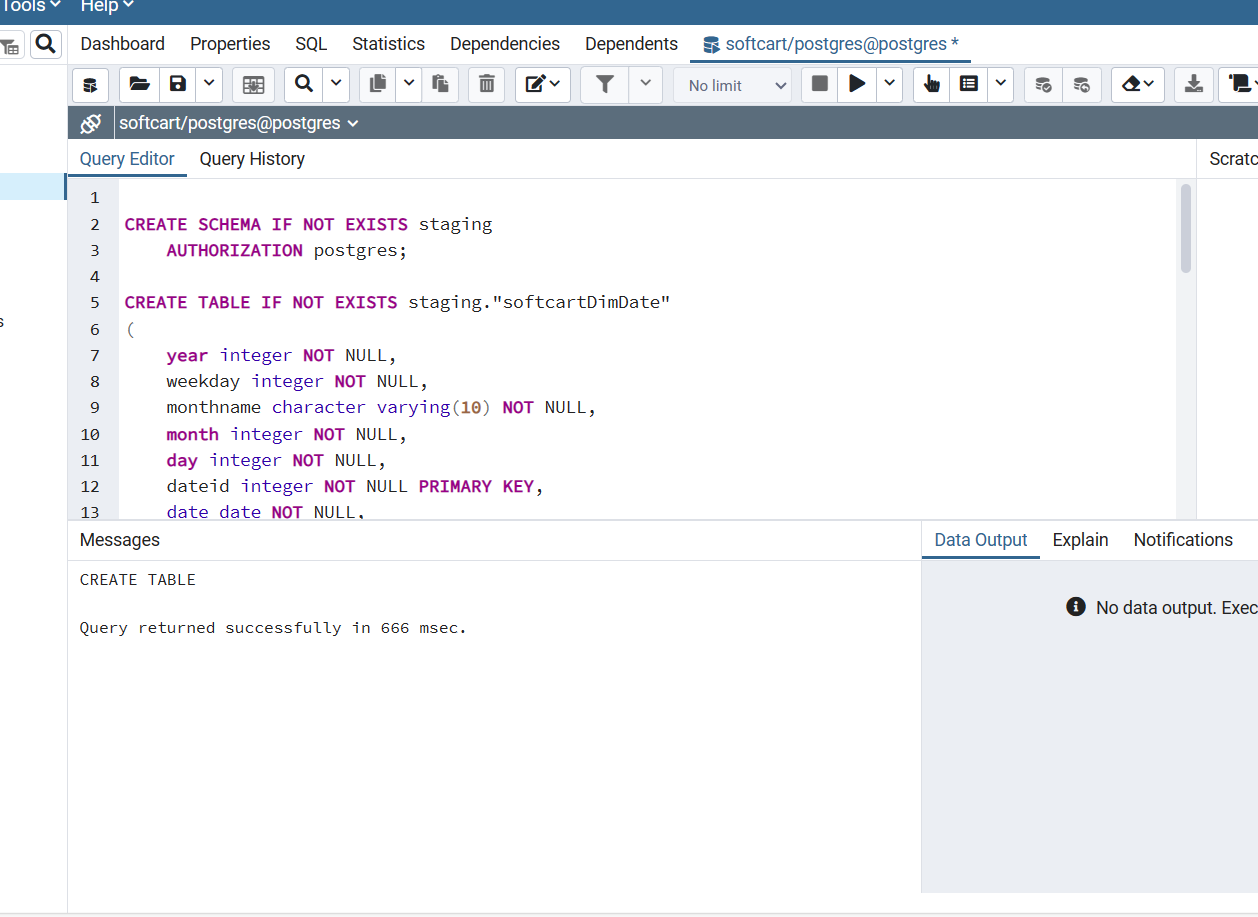 Tools Help
Dashboard Properties SQL Statistics Dependencies Dependents softcart/postgres@postgres *
No limit
softcart/postgres@postgres
Query Editor Query History Scratc
1
2 CREATE SCHEMA IF NOT EXISTS staging
3 AUTHORIZATION postgres;
4
5 CREATE TABLE IF NOT EXISTS staging."softcartDimDate"
6 (
7 year integer NOT NULL,
8 weekday integer NOT NULL,
9 monthname character varying(10) NOT NULL,
10 month integer NOT NULL,
11 day integer NOT NULL,
12 dateid integer NOT NULL PRIMARY KEY,
13 date date NOT NULL,
s
Messages
CREATE TABLE
Query returned successfully in 666 msec.
Data Output Explain Notifications
No data output. Exec